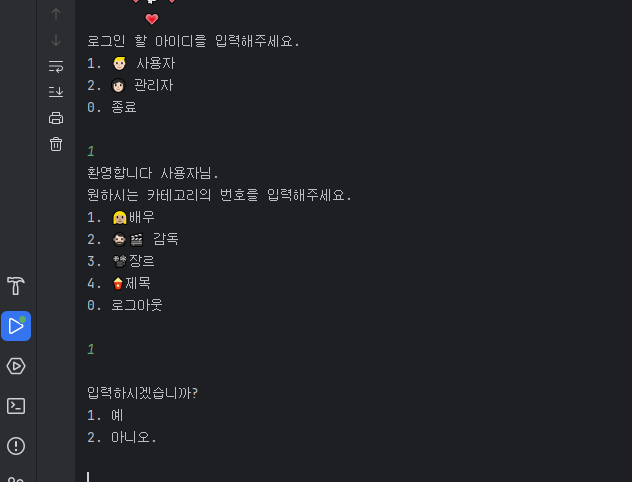 로그인 할 아이디를 입력해주세요.
1. 👱 사용자
2. 👩🏻 관리자
0. 종료
1
환영합니다 사용자님.
원하시는 카테고리의 번호를 입력해주세요.
1. 👩🏼배우
2. 🧔🏻🎬 감독
3. 📽장르
4. 🍿제목
0. 로그아웃
1
입력하시겠습니까?
1. 예
2. 아니오.